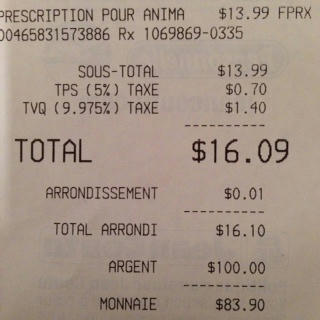 PRESCRIPTION POUR ANIMA $13.99 FPRX
00465831573886 Rx 1069869-0335
SOUS-TOTAL $13.99
TPS (5%) TAXE $0.70
TVQ (9.975%) TAXE $1.40
----------
TOTAL $16.09
ARRONDISSEMENT $0.01
----------
TOTAL ARRONDI $16.10
ARGENT $100.00
----------
MONNAIE $83.90